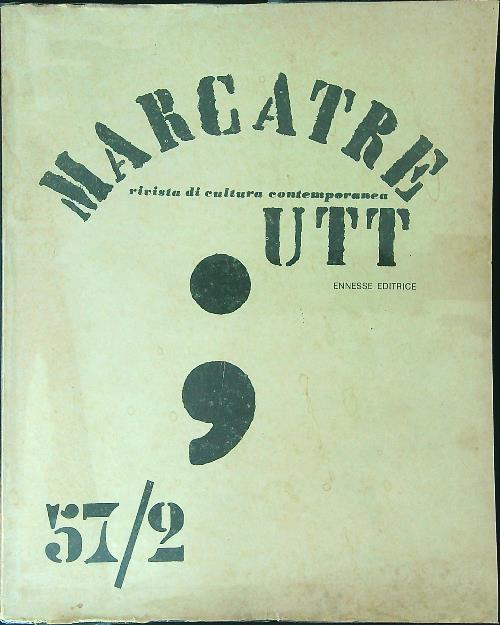 MARCATRE
rivista di cultura contemporanea
UTT
ENNESSE EDITRICE
;
57/2